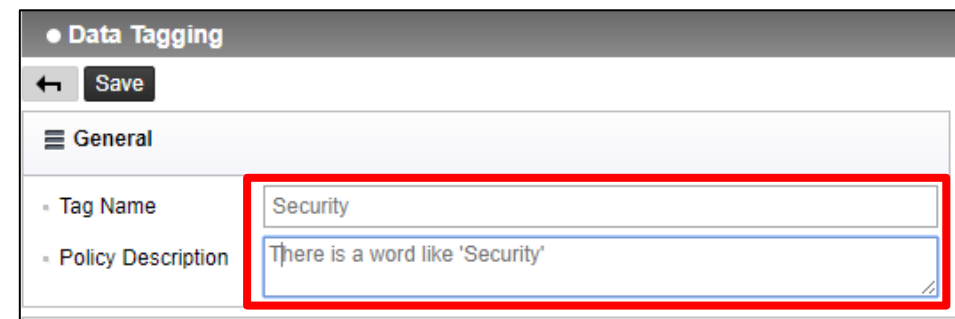 Data Tagging
Save
General
Tag Name Security
Policy Description There is a word like 'Security'